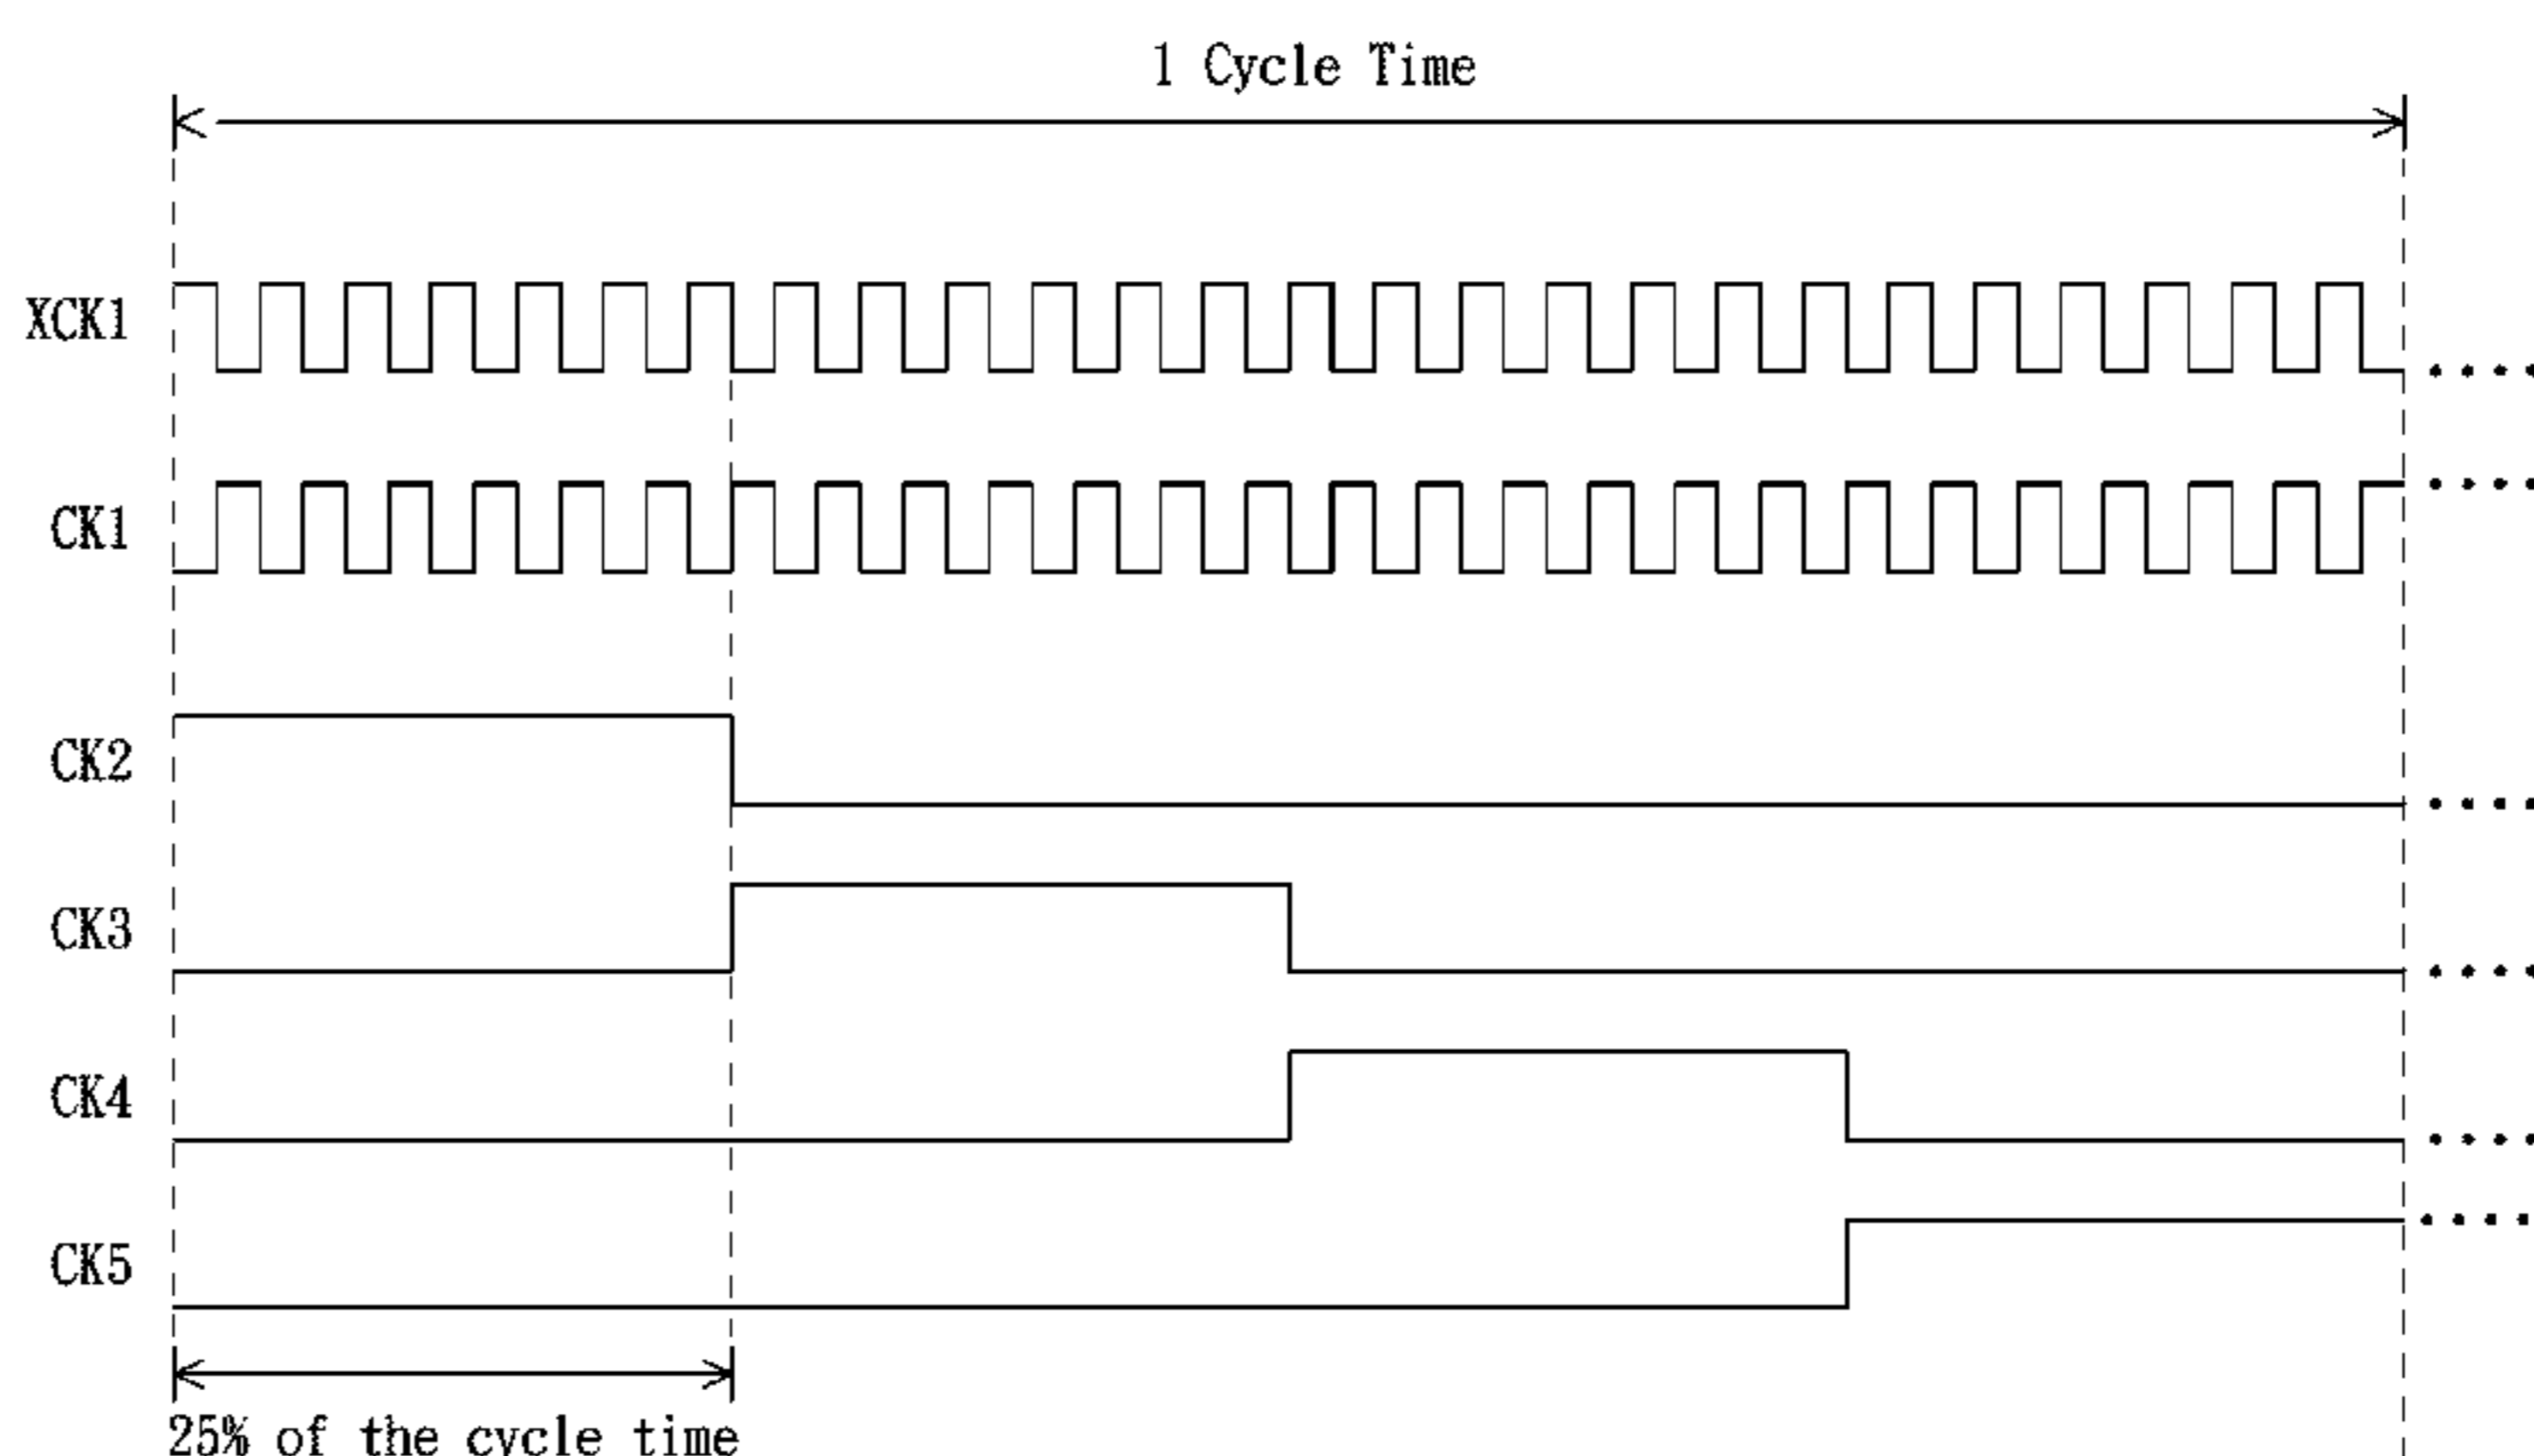 1 Cycle Time
XCK1
CK1
CK2
CK3
CK4
CK5
25% of the cycle time